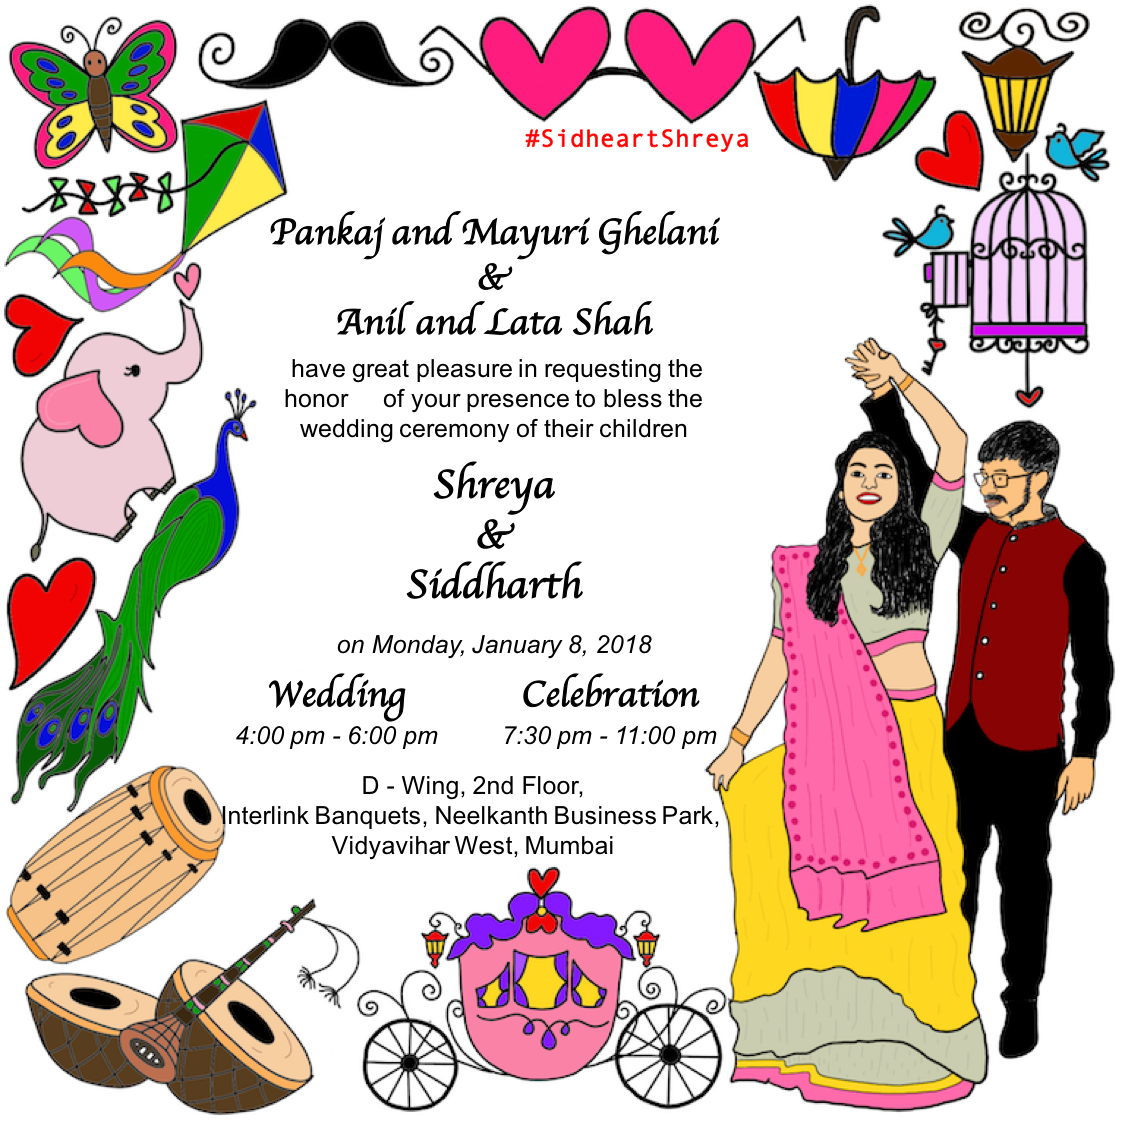 #SidheartShreya
Pankaj and Mayuri Ghelani
&
Anil and Lata Shah
have great pleasure in requesting the
honor of your presence to bless the
wedding ceremony of their children
Shreya
&
Siddharth
on Monday, January 8, 2018
Wedding Celebration
4:00 pm - 6:00 pm 7:30 pm - 11:00 pm
D - Wing, 2nd Floor,
Interlink Banquets, Neelkanth Business Park,
Vidyavihar West, Mumbai